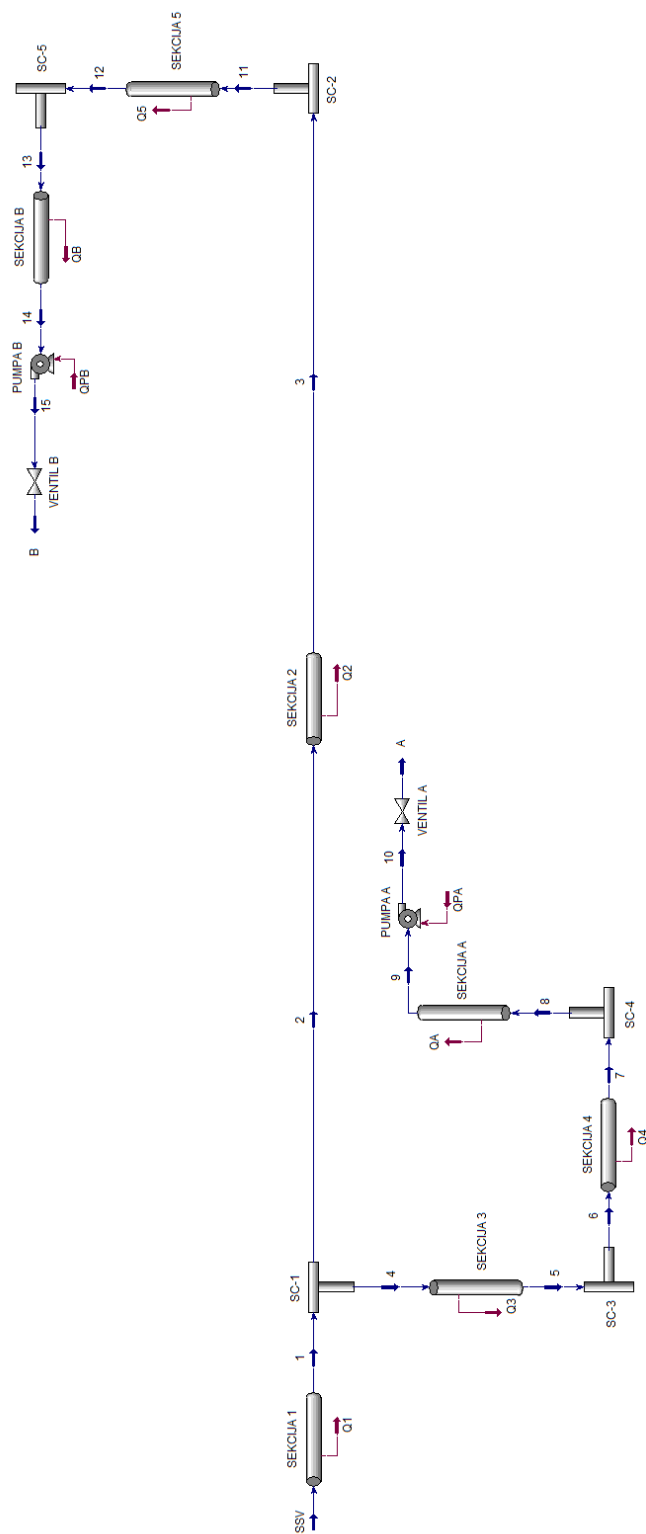 SSV
SEKCIJA 1
Q1
1
SC-1
2
SEKCIJA 2
Q2
3
SC-2
11
SEKCIJA 5
Q5
12
SC-5
13
SEKCIJA B
QB
14
PUMPA B
QPB
15
VENTIL B
B
4
SEKCIJA 3
Q3
5
SC-3
6
SEKCIJA 4
Q4
7
SC-4
8
SEKCIJA A
QA
9
PUMPA A
QPA
10
VENTIL A
A